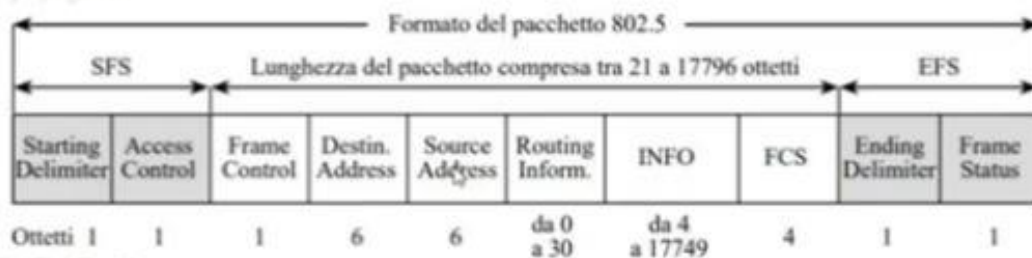 Formato del pacchetto 802.5
SFS Lunghezza del pacchetto compresa tra 21 a 17796 ottetti EFS
Starting Access Frame Destin. Source Routing INFO FCS Ending Frame
Delimiter Control Control Address Address Inform. Delimiter Status
Ottetti 1 1 1 6 6 da 0 da 4 4 1 1
a 30 a 17749